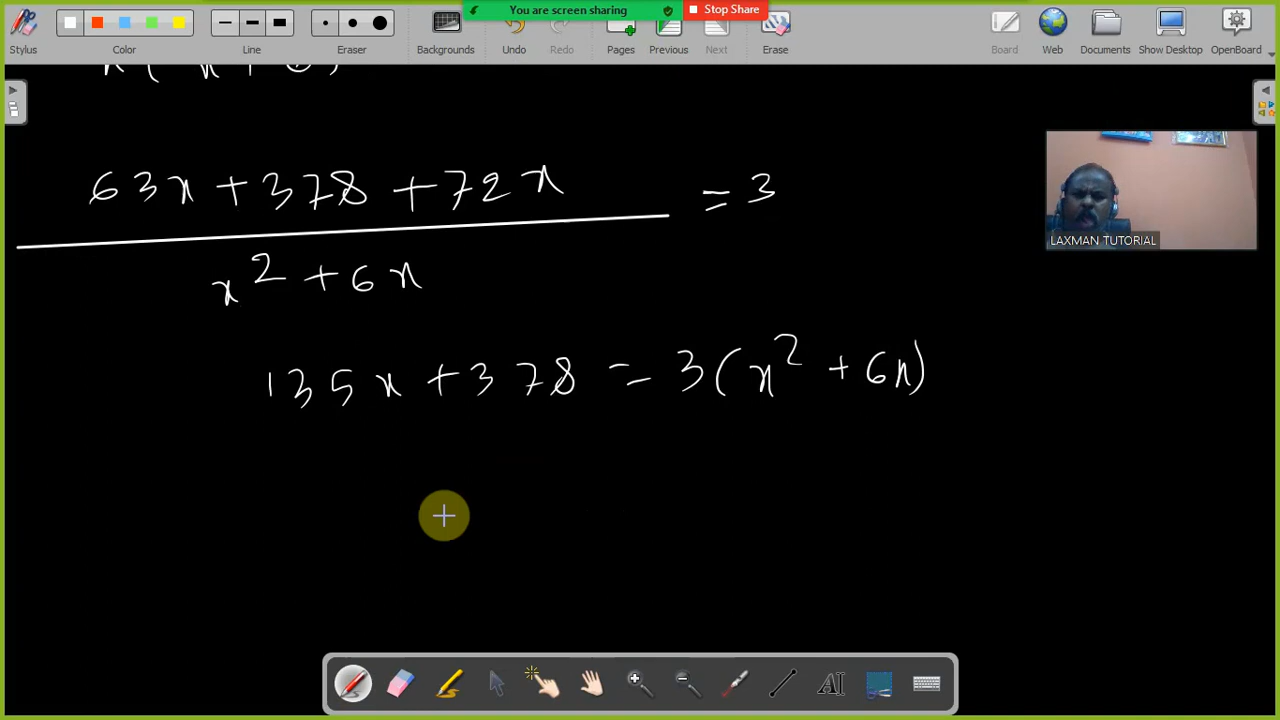 You are screen sharing Stop Share
Stylus Color Line Eraser Backgrounds Undo Redo Pages Previous Next Erase Board Web Documents Show Desktop OpenBoard
63x + 378 + 72x = 3
x² + 6x
LAXMAN TUTORIAL
135x + 378 = 3(x² + 6x)
AI